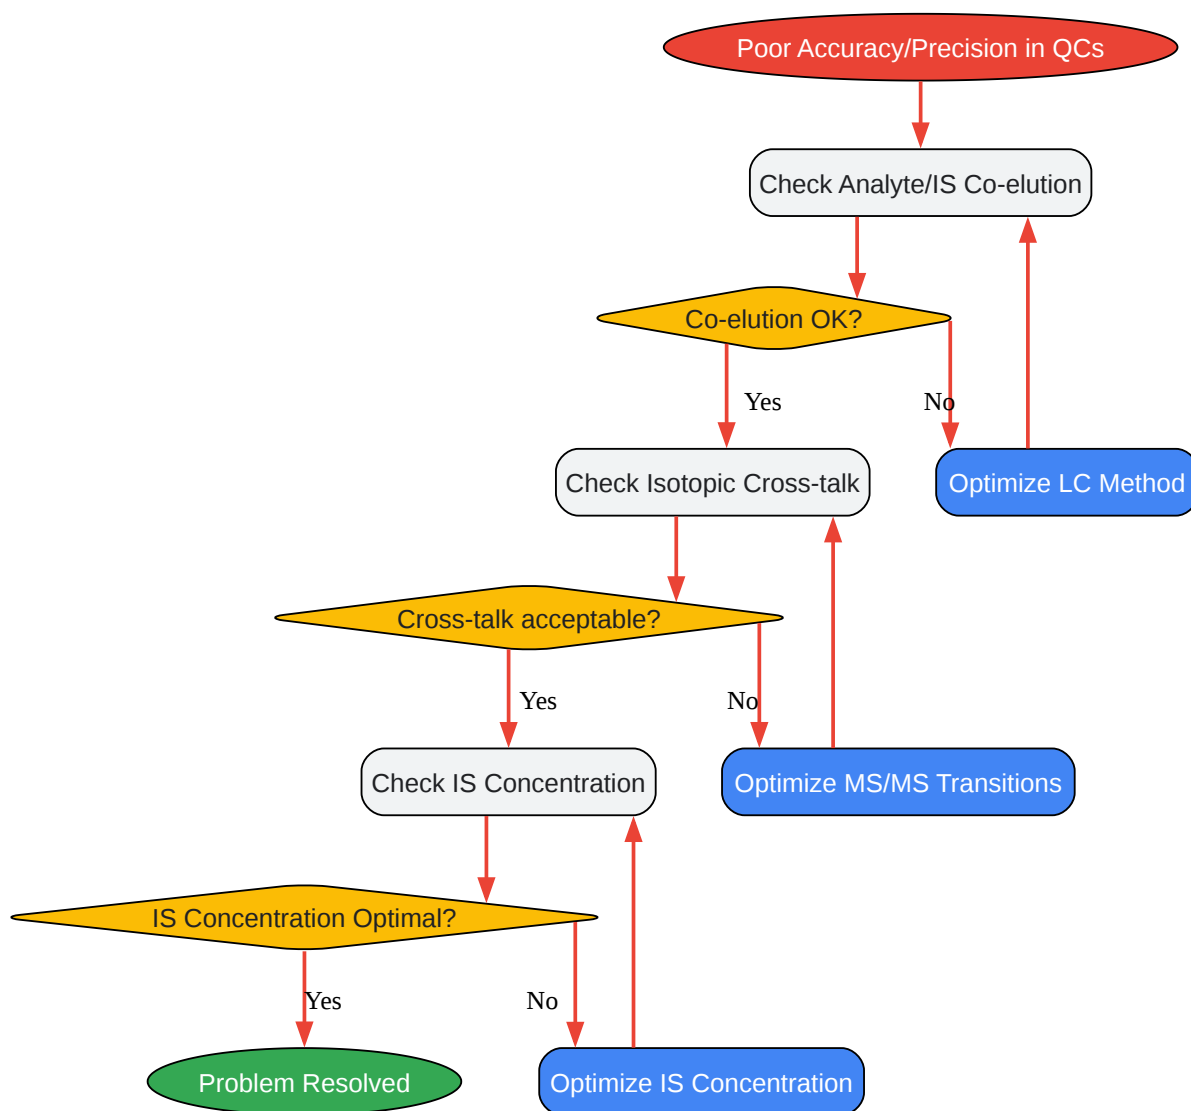 Poor Accuracy/Precision in QCs
Check Analyte/IS Co-elution
Co-elution OK?
Yes
No
Check Isotopic Cross-talk
Optimize LC Method
Cross-talk acceptable?
Yes
No
Check IS Concentration
Optimize MS/MS Transitions
IS Concentration Optimal?
Yes
No
Problem Resolved
Optimize IS Concentration